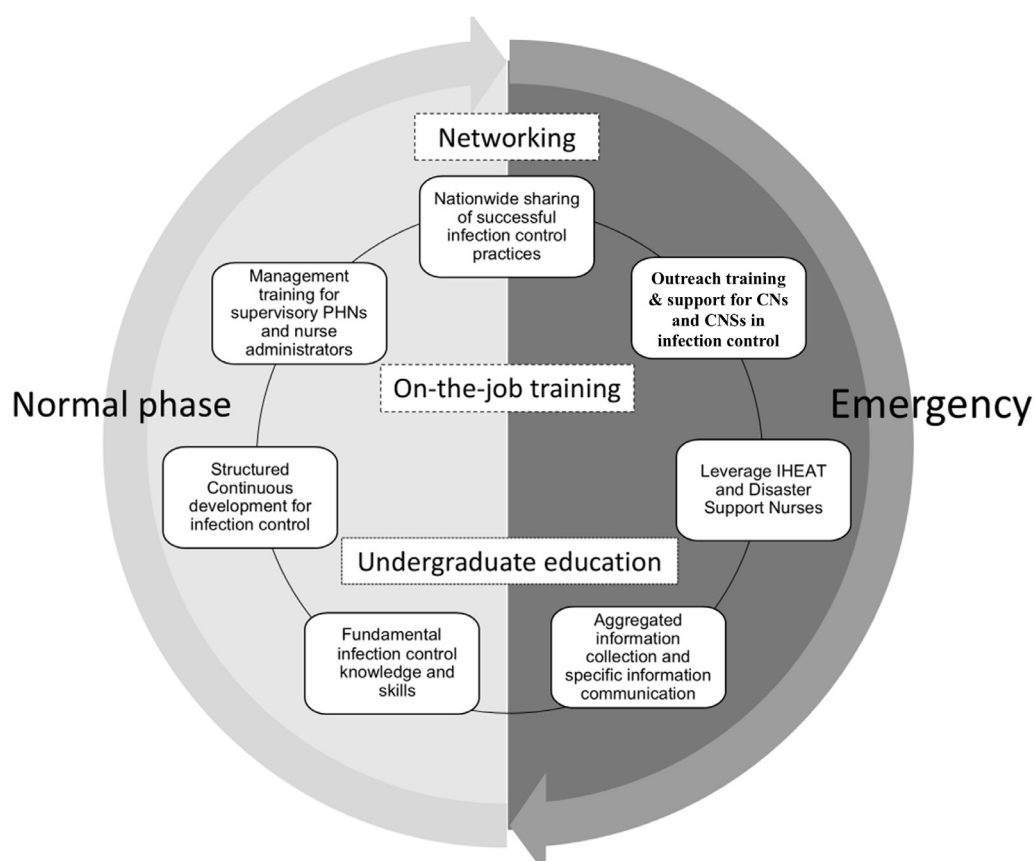 Networking
Nationwide sharing
of successful
infection control
practices
Management
training for
supervisory PHNs
and nurse
administrators
Outreach training
& support for CNs
and CNSs in
infection control
On-the-job training
Normal phase
Emergency
Structured
Continuous
development for
infection control
Leverage IHEAT
and Disaster
Support Nurses
Undergraduate education
Fundamental
infection control
knowledge and
skills
Aggregated
information
collection and
specific information
communication